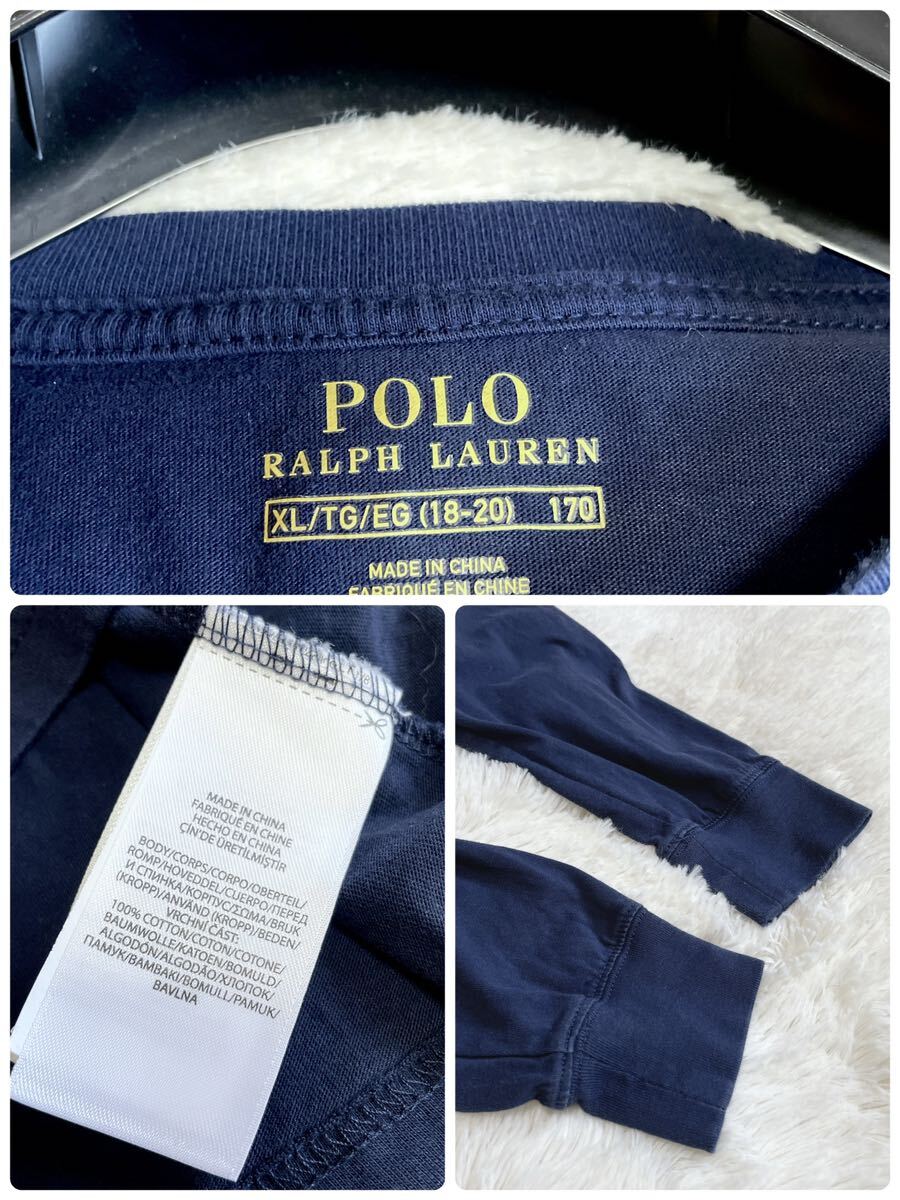 POLO
RALPH LAUREN
XL/TG/EG (18-20) 170
MADE IN CHINA
FABRIQUÉ EN CHINE
MADE IN CHINA
FABRIQUÉ EN CHINE
HECHO EN CHINA
ÇİN'DE ÜRETİLMİŞTİR
BODY/CORPS/CORPO/OBERTEIL/
ROMP/HOVEDDEL/CUERPO/ПЕРЕД
И СПИНКА/КОРПУС/ΣΩΜΑ/BRUK
(KROPP)/ANVÄND (KROPP)/BEDEN/
VRCHNÍ ČÁST:
100% COTTON/COTON/COTONE/
BAUMWOLLE/KATOEN/BOMULD/
ALGODÓN/ALGODÃO/ХЛОПОК/
ПАМУК/BAMBAKI/BOMULL/PAMUK/
BAVLNA